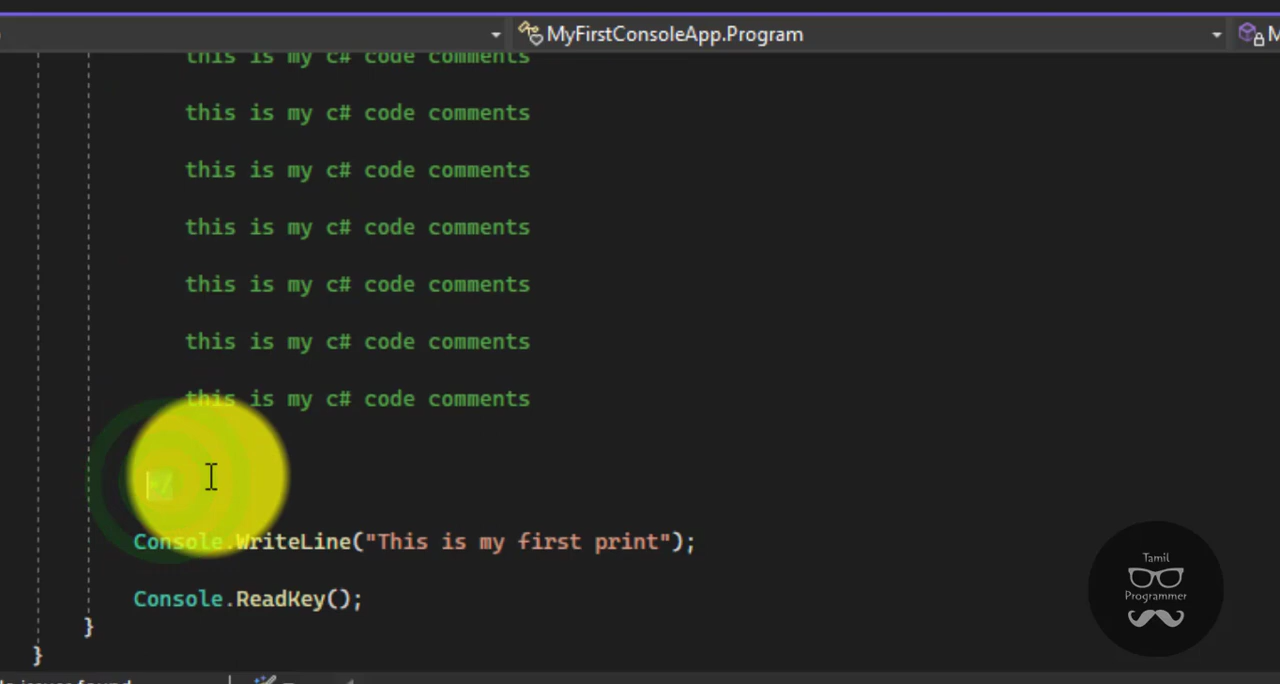 MyFirstConsoleApp.Program
this is my c# code comments
this is my c# code comments
this is my c# code comments
this is my c# code comments
this is my c# code comments
this is my c# code comments
this is my c# code comments
*/
Console.WriteLine("This is my first print");
Console.ReadKey();
}
}
Tamil
Programmer